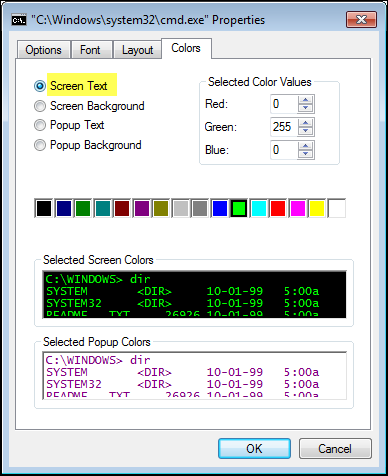 "C:\Windows\system32\cmd.exe" Properties
Options Font Layout Colors
Screen Text
Screen Background
Popup Text
Popup Background
Selected Color Values
Red: 0
Green: 255
Blue: 0
Selected Screen Colors
C:\WINDOWS> dir
SYSTEM <DIR> 10-01-99 5:00a
SYSTEM32 <DIR> 10-01-99 5:00a
README TXT 26926 10-01-99 5:00a
Selected Popup Colors
C:\WINDOWS> dir
SYSTEM <DIR> 10-01-99 5:00a
SYSTEM32 <DIR> 10-01-99 5:00a
README TXT 26926 10-01-99 5:00a
OK Cancel